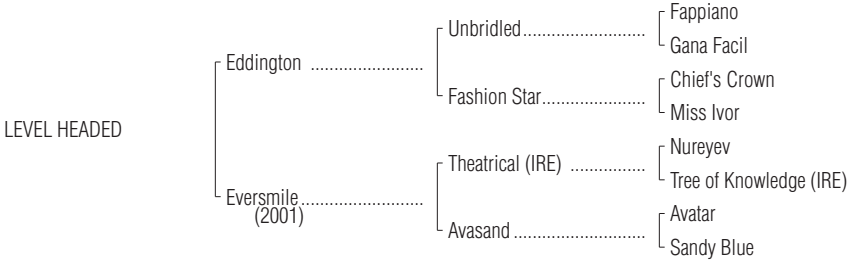 Fappiano
Unbridled..........................
Gana Facil
Eddington ........................
Chief's Crown
Fashion Star......................
Miss Ivor
LEVEL HEADED
Nureyev
Theatrical (IRE) ................
Tree of Knowledge (IRE)
Eversmile..........................
(2001)
Avatar
Avasand ............................
Sandy Blue